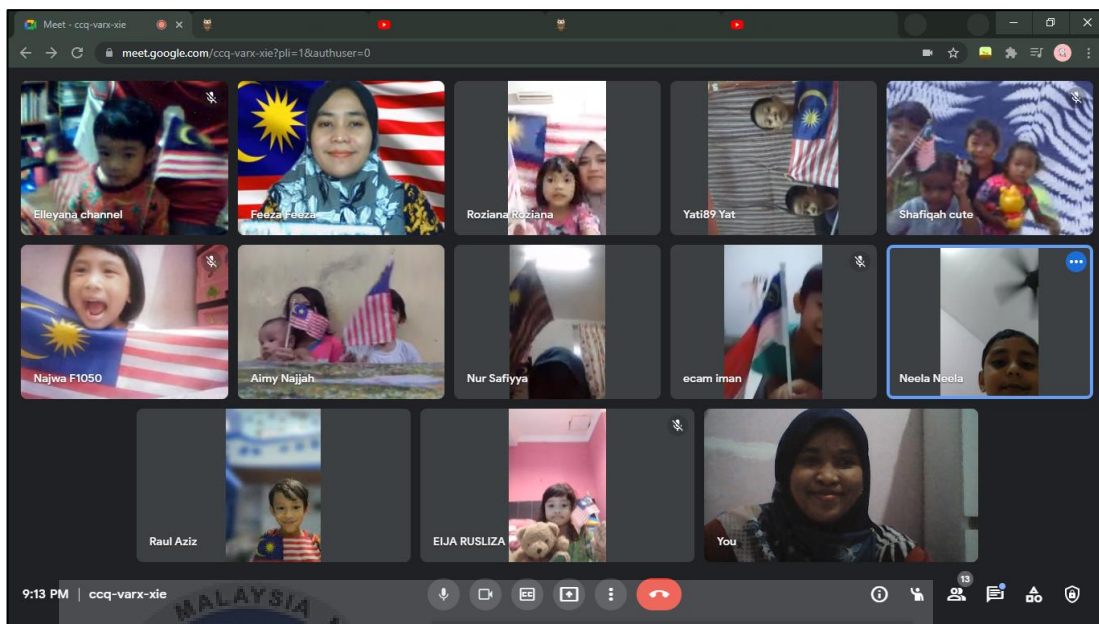 Meet - ccq-varx-xie
meet.google.com/ccq-varx-xie?pli=1&authuser=0
Elleyana channel
Feeza Feeza
Roziana Roziana
Yati89 Yat
Shafiqah cute
Najwa F1050
Aimy Najjah
Nur Safiyya
ecam iman
Neela Neela
Raul Aziz
EIJA RUSLIZA
You
9:13 PM | ccq-varx-xie
CC
13
MALAYSIA